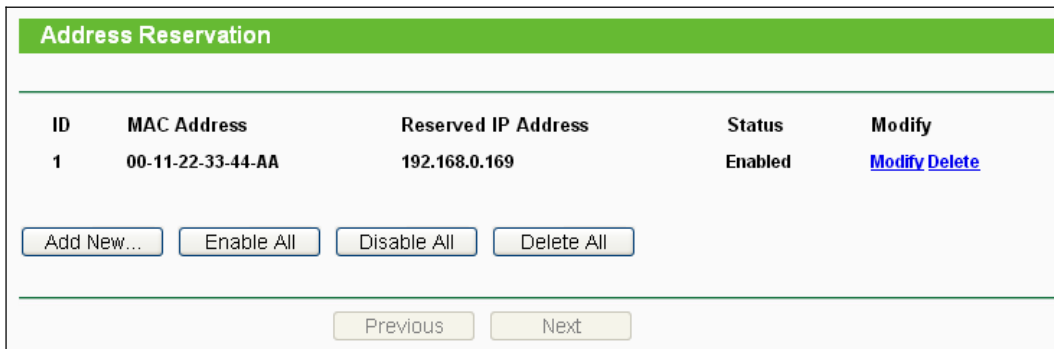 Address Reservation
ID MAC Address Reserved IP Address Status Modify
1 00-11-22-33-44-AA 192.168.0.169 Enabled Modify Delete
Add New... Enable All Disable All Delete All
Previous Next